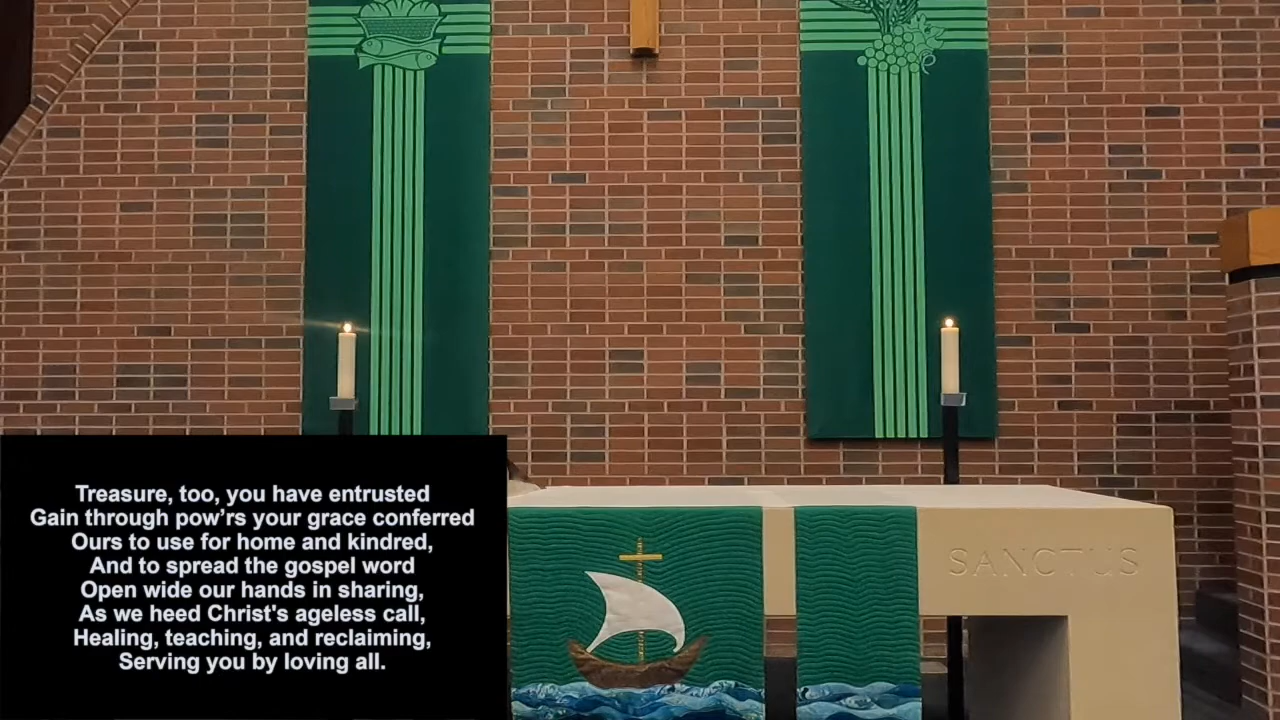 Treasure, too, you have entrusted
Gain through pow'rs your grace conferred
Ours to use for home and kindred,
And to spread the gospel word
Open wide our hands in sharing,
As we heed Christ's ageless call,
Healing, teaching, and reclaiming,
Serving you by loving all.
SANCTUS